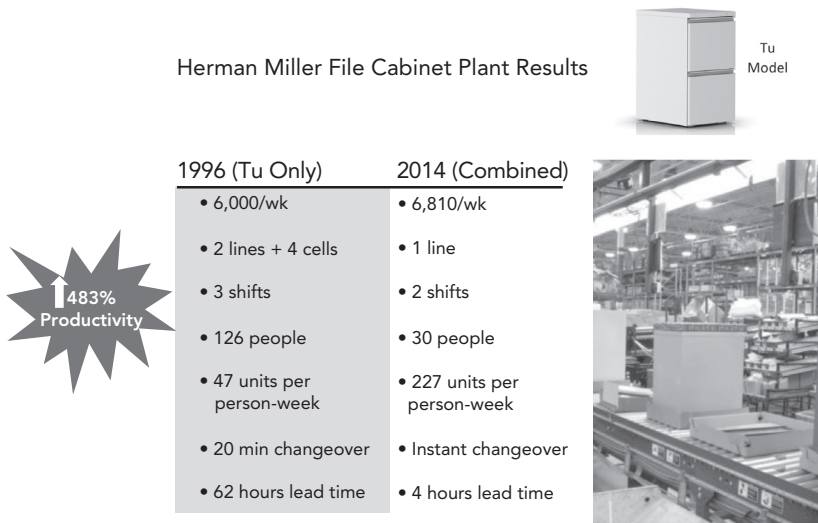 Herman Miller File Cabinet Plant Results
Tu
Model
1996 (Tu Only)
2014 (Combined)
• 6,000/wk
• 6,810/wk
• 2 lines + 4 cells
• 1 line
• 3 shifts
• 2 shifts
483%
Productivity
• 126 people
• 30 people
• 47 units per
person-week
• 227 units per
person-week
• 20 min changeover
• Instant changeover
• 62 hours lead time
• 4 hours lead time